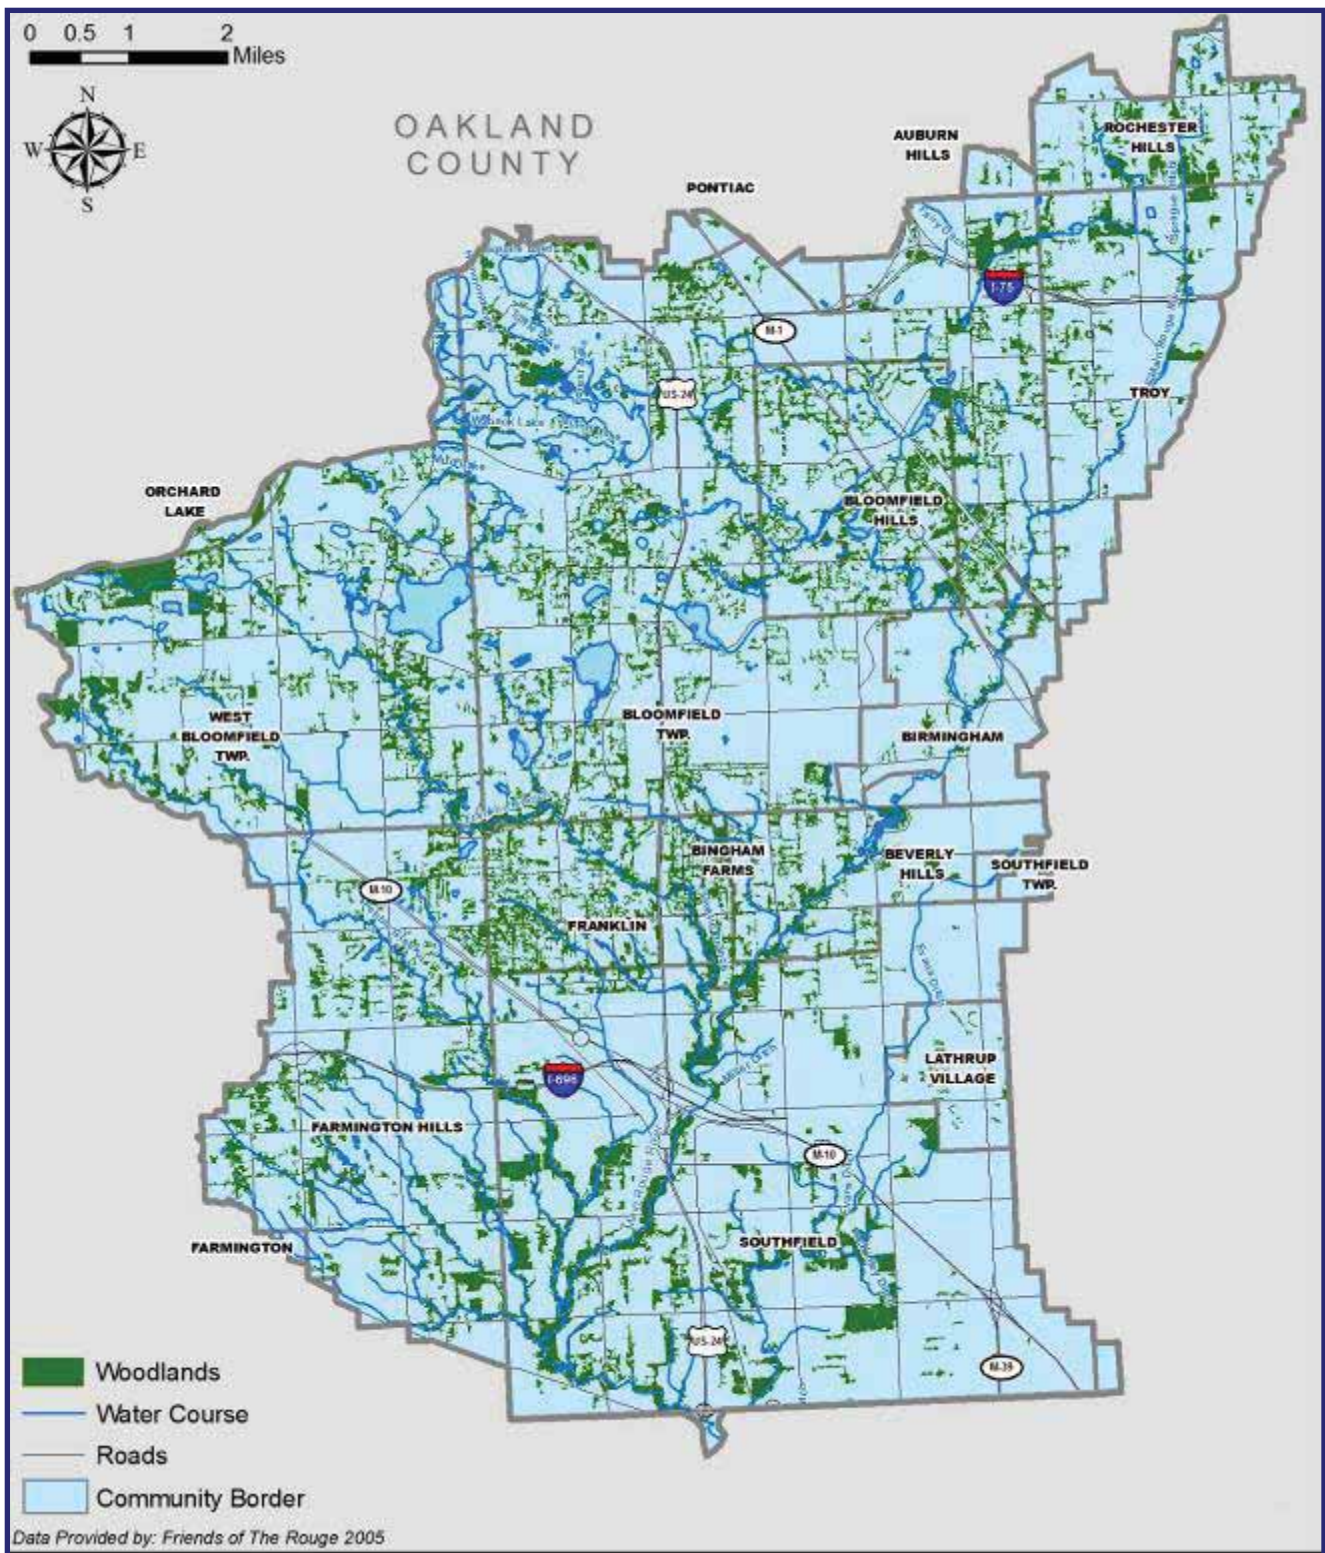 0 0.5 1 2
Miles
N
W E
S
OAKLAND
COUNTY
AUBURN
HILLS
ROCHESTER
HILLS
PONTIAC
I-75
M-1
US-24
TROY
ORCHARD
LAKE
BLOOMFIELD
HILLS
WEST
BLOOMFIELD
TWP.
BLOOMFIELD
TWP.
BIRMINGHAM
BINGHAM
FARMS
BEVERLY
HILLS
SOUTHFIELD
TWP.
M-10
FRANKLIN
Evans Ditch
LATHRUP
VILLAGE
I-696
FARMINGTON HILLS
M-10
FARMINGTON
SOUTHFIELD
US-24
M-39
Woodlands
Water Course
Roads
Community Border
Data Provided by: Friends of The Rouge 2005